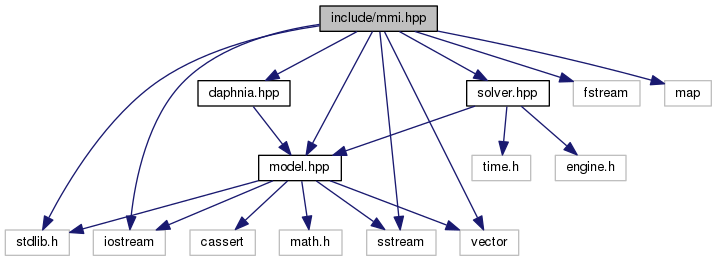 include/mmi.hpp
daphnia.hpp
solver.hpp
fstream
map
model.hpp
time.h
engine.h
stdlib.h
iostream
cassert
math.h
sstream
vector